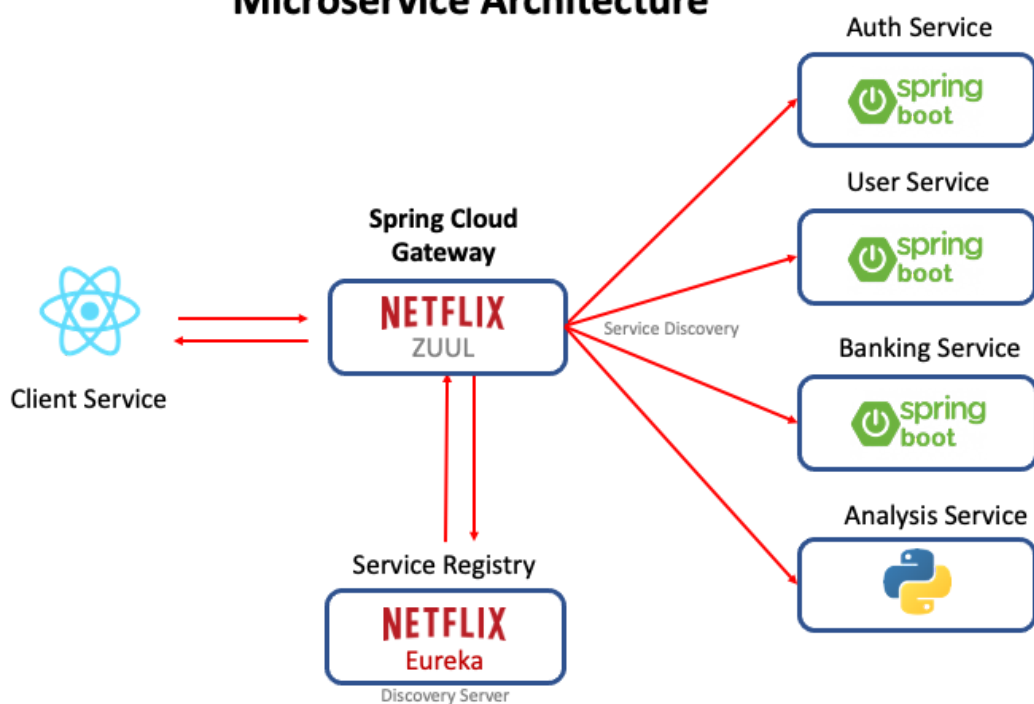 Microservice Architecture
Auth Service
spring
boot
User Service
spring
boot
Spring Cloud
Gateway
NETFLIX
ZUUL
Service Discovery
Client Service
Banking Service
spring
boot
Analysis Service
Service Registry
NETFLIX
Eureka
Discovery Server